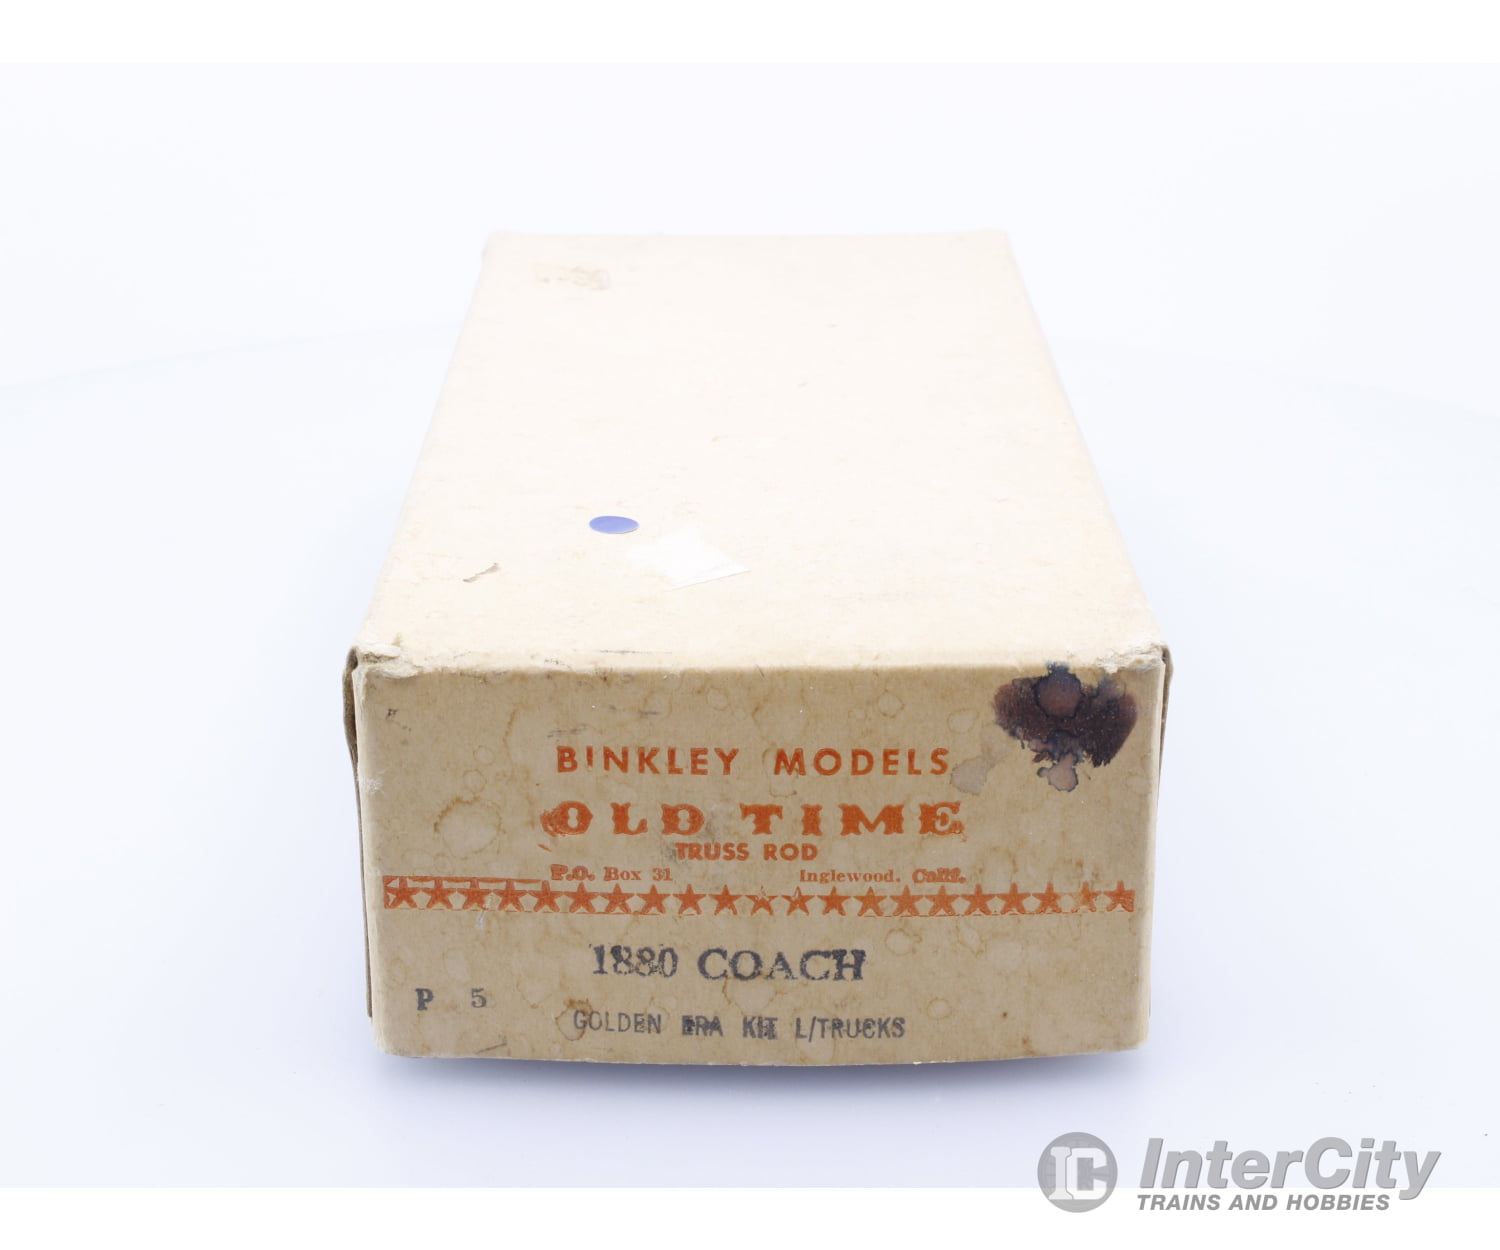 BINKLEY MODELS
OLD TIME
TRUSS ROD
P.O. Box 31 Inglewood, Calif.
1880 COACH
P 5
GOLDEN ERA KIT L/TRUCKS
IC InterCity
TRAINS AND HOBBIES